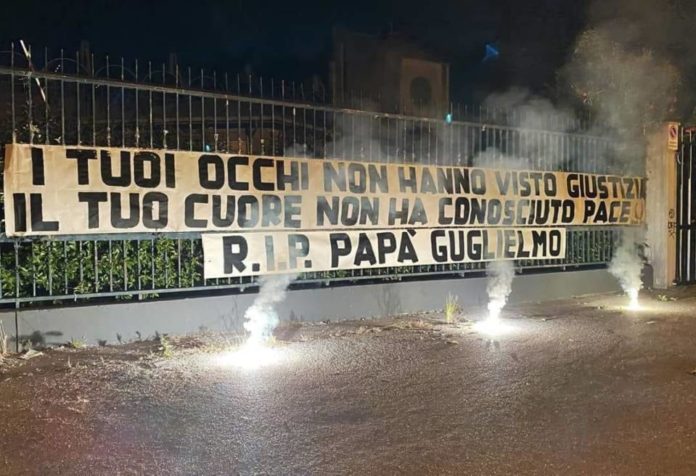 I TUOI OCCHI NON HANNO VISTO GIUSTIZIA
IL TUO CUORE NON HA CONOSCIUTO PACE
R.I.P. PAPÀ GUGLIELMO